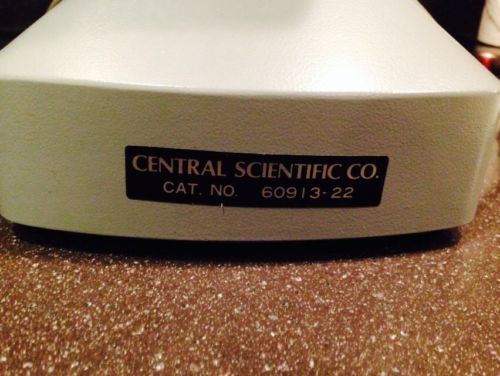 CENTRAL SCIENTIFIC CO.
CAT. NO. 60913-22